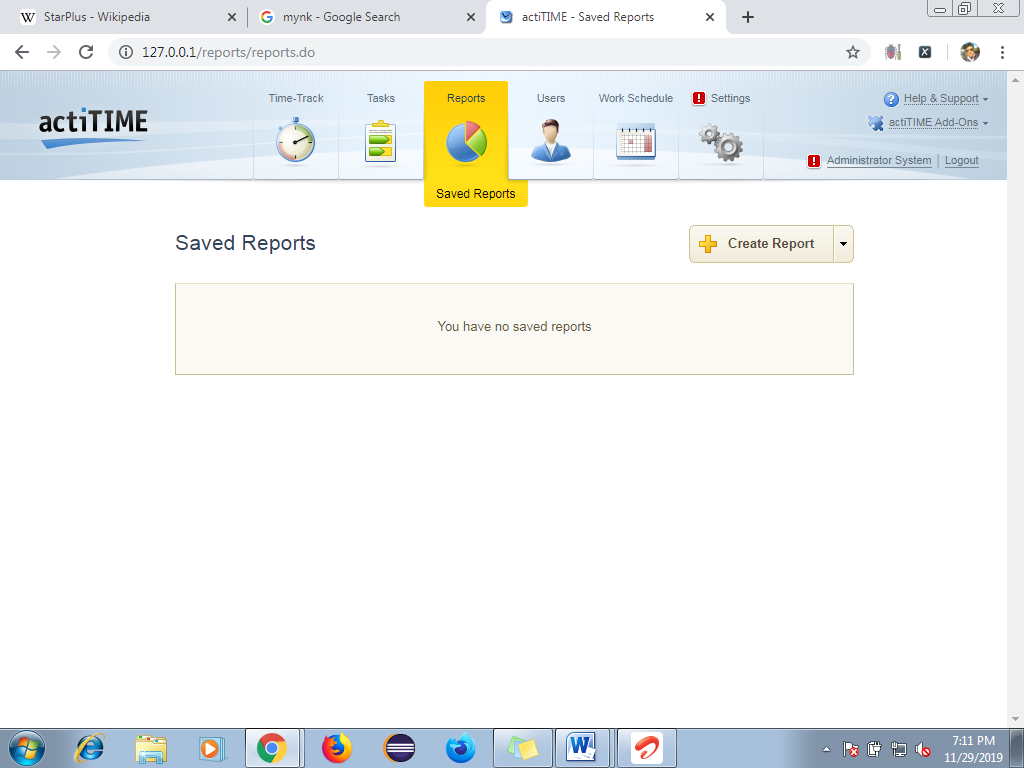 StarPlus - Wikipedia
mynk - Google Search
actiTIME - Saved Reports
127.0.0.1/reports/reports.do
actiTIME
Time-Track
Tasks
Reports
Users
Work Schedule
Settings
Help & Support
actiTIME Add-Ons
Administrator System
Logout
Saved Reports
Saved Reports
Create Report
You have no saved reports
7:11 PM
11/29/2019